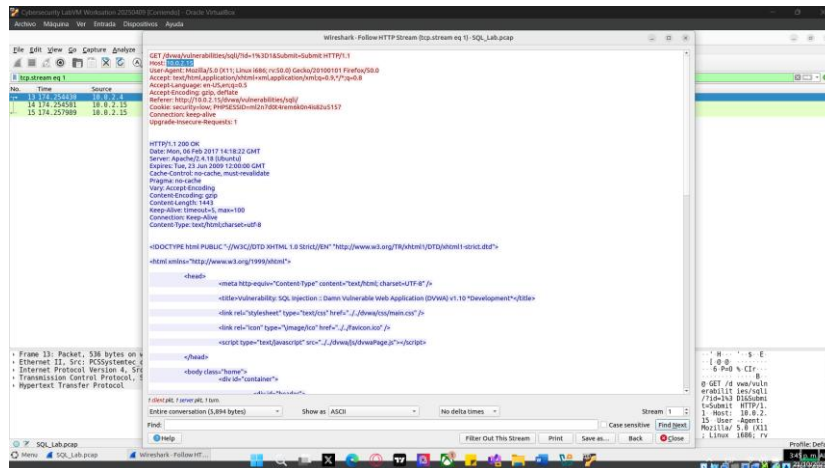 Cybersecurity LabVM Workstation 20250409 [Corriendo] - Oracle VirtualBox
Archivo Máquina Ver Entrada Dispositivos Ayuda
Wireshark · Follow HTTP Stream (tcp.stream eq 1) · SQL_Lab.pcap
File Edit View Go Capture Analyze
tcp.stream eq 1
No. Time Source
13 174.254430 10.0.2.4
14 174.254581 10.0.2.15
15 174.257989 10.0.2.15
GET /dvwa/vulnerabilities/sqli/?id=1%3D1&Submit=Submit HTTP/1.1
Host: 10.0.2.15
User-Agent: Mozilla/5.0 (X11; Linux i686; rv:50.0) Gecko/20100101 Firefox/50.0
Accept: text/html,application/xhtml+xml,application/xml;q=0.9,*/*;q=0.8
Accept-Language: en-US,en;q=0.5
Accept-Encoding: gzip, deflate
Referer: http://10.0.2.15/dvwa/vulnerabilities/sqli/
Connection: keep-alive
Upgrade-Insecure-Requests: 1
HTTP/1.1 200 OK
Date: Mon, 06 Feb 2017 14:18:22 GMT
Server: Apache/2.4.18 (Ubuntu)
Expires: Tue, 23 Jun 2009 12:00:00 GMT
Cache-Control: no-cache, must-revalidate
Pragma: no-cache
Vary: Accept-Encoding
Content-Encoding: gzip
Content-Length: 1443
Keep-Alive: timeout=5, max=100
Connection: Keep-Alive
Content-Type: text/html;charset=utf-8
<!DOCTYPE html PUBLIC "-//W3C//DTD XHTML 1.0 Strict//EN" "http://www.w3.org/TR/xhtml1/DTD/xhtml1-strict.dtd">
<html xmlns="http://www.w3.org/1999/xhtml">
<head>
<meta http-equiv="Content-Type" content="text/html; charset=UTF-8" />
<title>Vulnerability: SQL Injection :: Damn Vulnerable Web Application (DVWA) v1.10 *Development*</title>
<link rel="stylesheet" type="text/css" href="../../dvwa/css/main.css" />
<link rel="icon" type="\image/ico" href="../../favicon.ico" />
<script type="text/javascript" src="../../dvwa/js/dvwaPage.js"></script>
</head>
<body class="home">
<div id="container">
Frame 13: Packet, 536 bytes on
Ethernet II, Src: PCSSystemtec
Internet Protocol Version 4, Src
Transmission Control Protocol,
Hypertext Transfer Protocol
1 client pkt, 1 server pkt, 1 turn.
Entire conversation (5,894 bytes) Show as ASCII No delta times Stream 1
Find: Case sensitive Find Next
Help Filter Out This Stream Print Save as... Back Close
SQL_Lab.pcap
Menu SQL_Lab.pcap Wireshark · Follow HT...